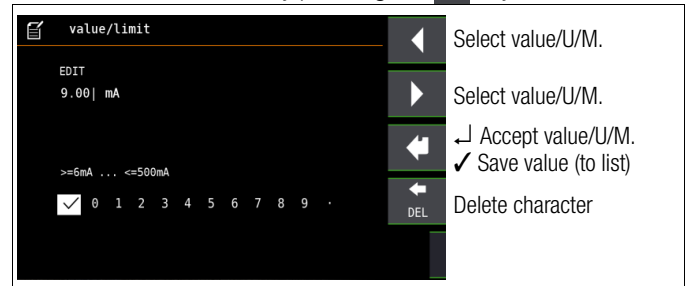 value/limit
Select value/U/M.
EDIT
9.00| mA
Select value/U/M.
↵ Accept value/U/M.
✓ Save value (to list)
>=6mA ... <=500mA
✓ 0 1 2 3 4 5 6 7 8 9 .
DEL
Delete character